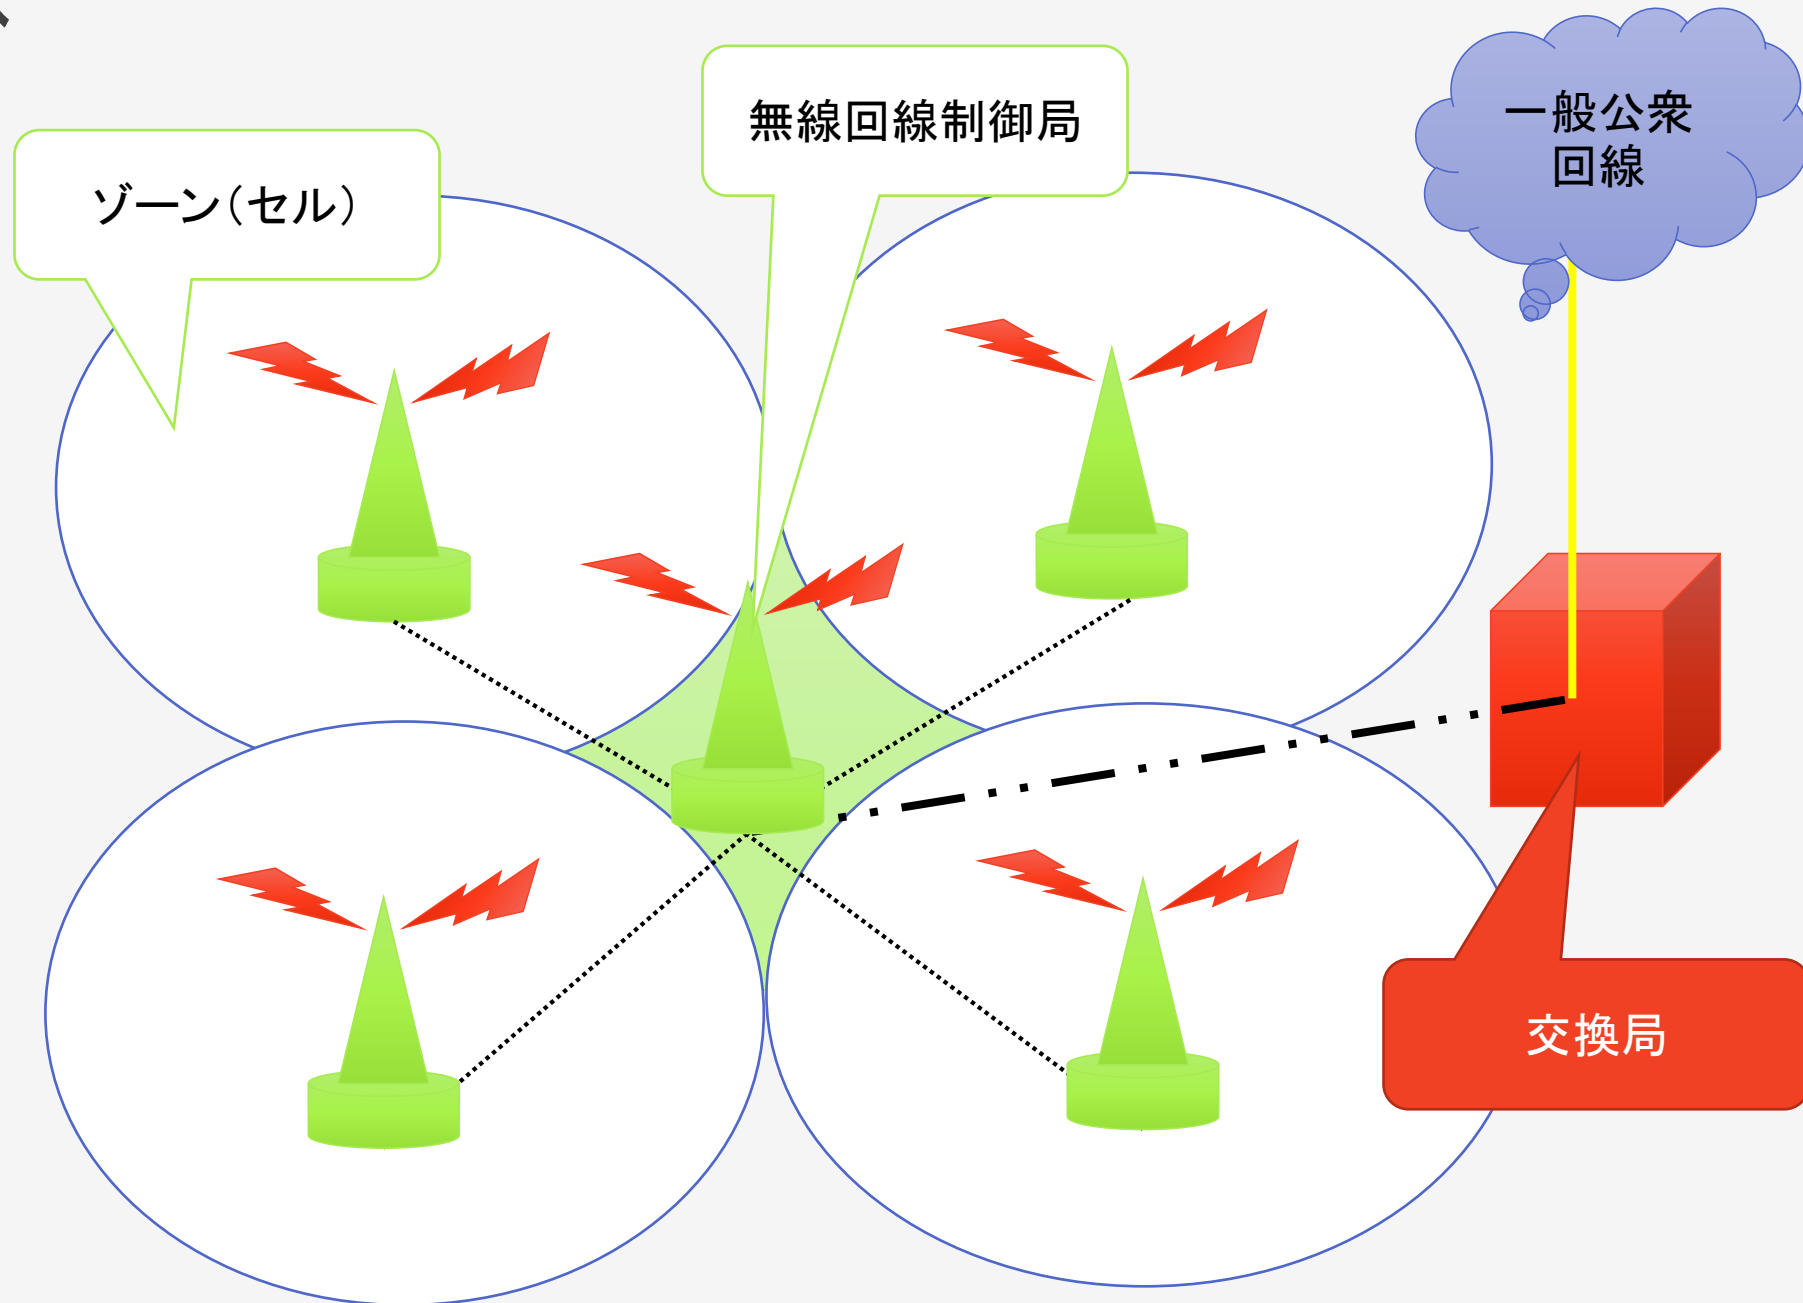 無線回線制御局
一般公衆
回線
ゾーン(セル)
交換局